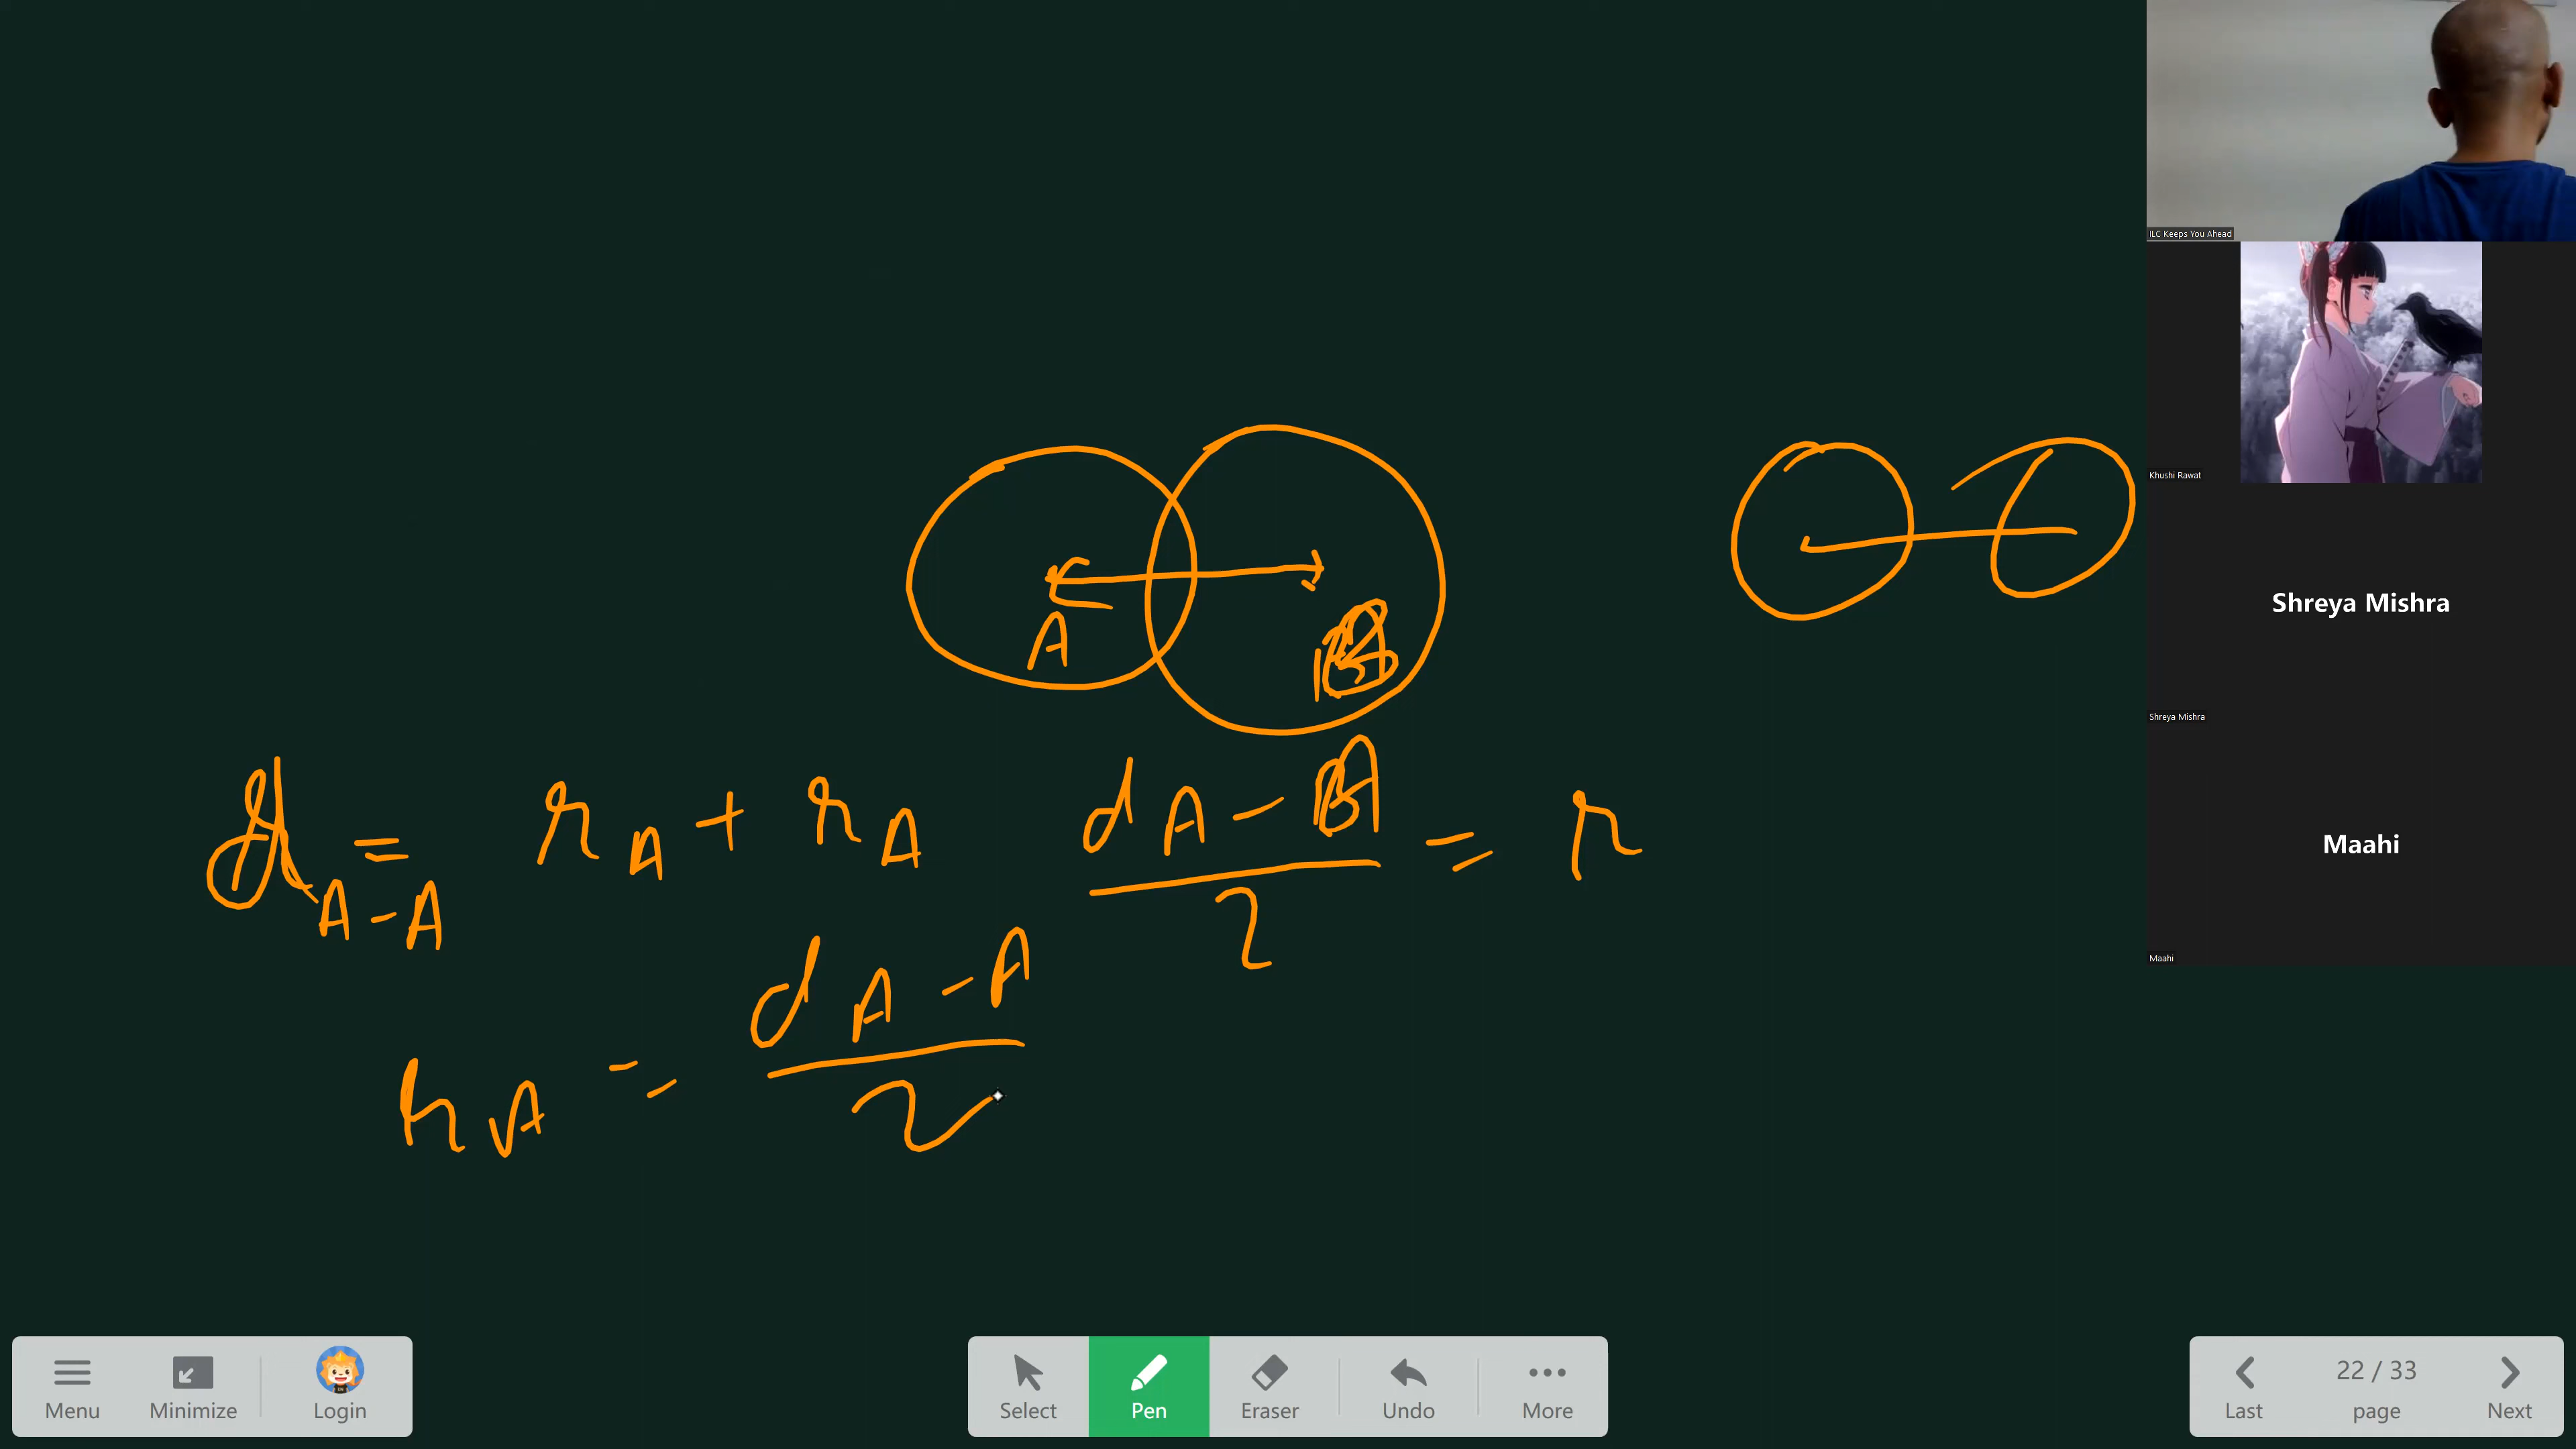 ILC Keeps You Ahead
Khushi Rawat
Shreya Mishra
Shreya Mishra
Maahi
Maahi
A
d A-A = r A + r A
d A - A / 2 = r
r A = d A - A / 2
Menu
Minimize
Login
Select
Pen
Eraser
Undo
More
Last
22 / 33
page
Next